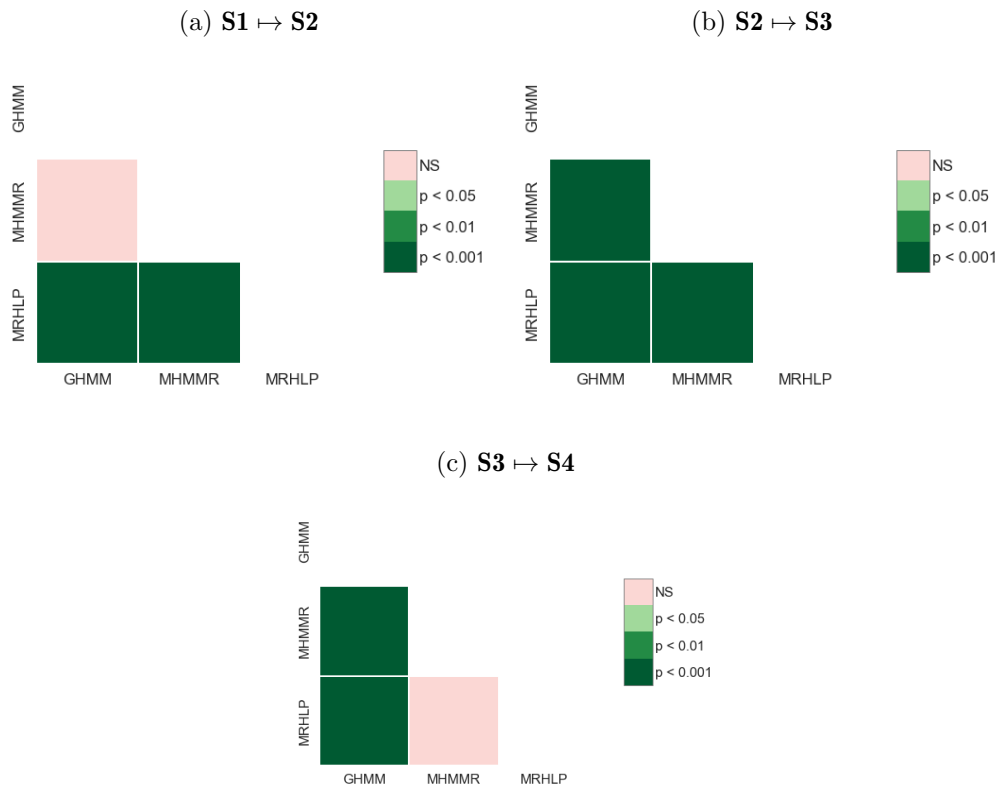 (a) S1 ↦ S2
GHMM
MHMMR
MRHLP
GHMM MHMMR MRHLP
NS
p < 0.05
p < 0.01
p < 0.001
(b) S2 ↦ S3
GHMM
MHMMR
MRHLP
GHMM MHMMR MRHLP
NS
p < 0.05
p < 0.01
p < 0.001
(c) S3 ↦ S4
GHMM
MHMMR
MRHLP
GHMM MHMMR MRHLP
NS
p < 0.05
p < 0.01
p < 0.001